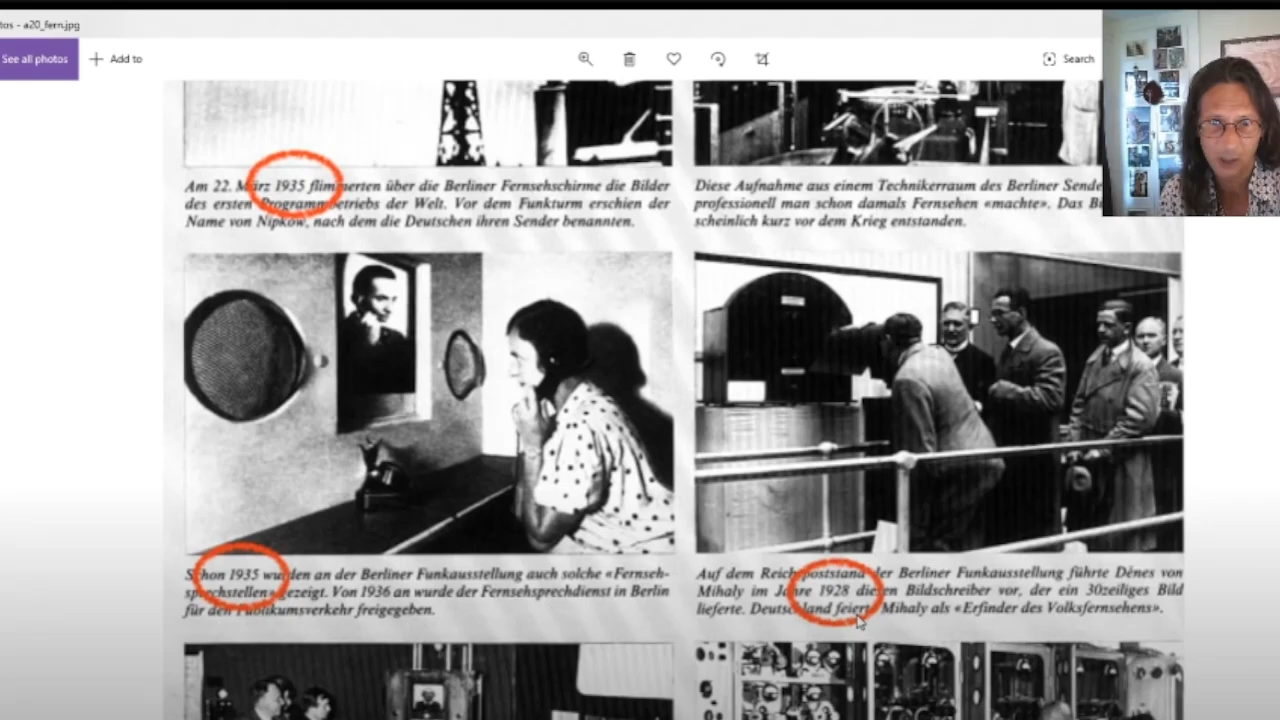 tos - a20_fern.jpg
See all photos
Add to
Search
Am 22. März 1935 flimmerten über die Berliner Fernsehschirme die Bilder
des ersten Programmbetriebs der Welt. Vor dem Funkturm erschien der
Name von Nipkow, nach dem die Deutschen ihren Sender benannten.
Diese Aufnahme aus einem Technikerraum des Berliner Sende
professionell man schon damals Fernsehen «machte». Das
scheinlich kurz vor dem Krieg entstanden.
Schon 1935 wurden an der Berliner Funkausstellung auch solche «Fernseh-
sprechstellen» gezeigt. Von 1936 an wurde der Fernsehsprechdienst in Berlin
für den Publikumsverkehr freigegeben.
Auf dem Reichspoststand der Berliner Funkausstellung führte Dènes von
Mihaly im Jahre 1928 diesen Bildschreiber vor, der ein 30zeiliges Bild
lieferte. Deutschland feierte Mihaly als «Erfinder des Volksfernsehens».